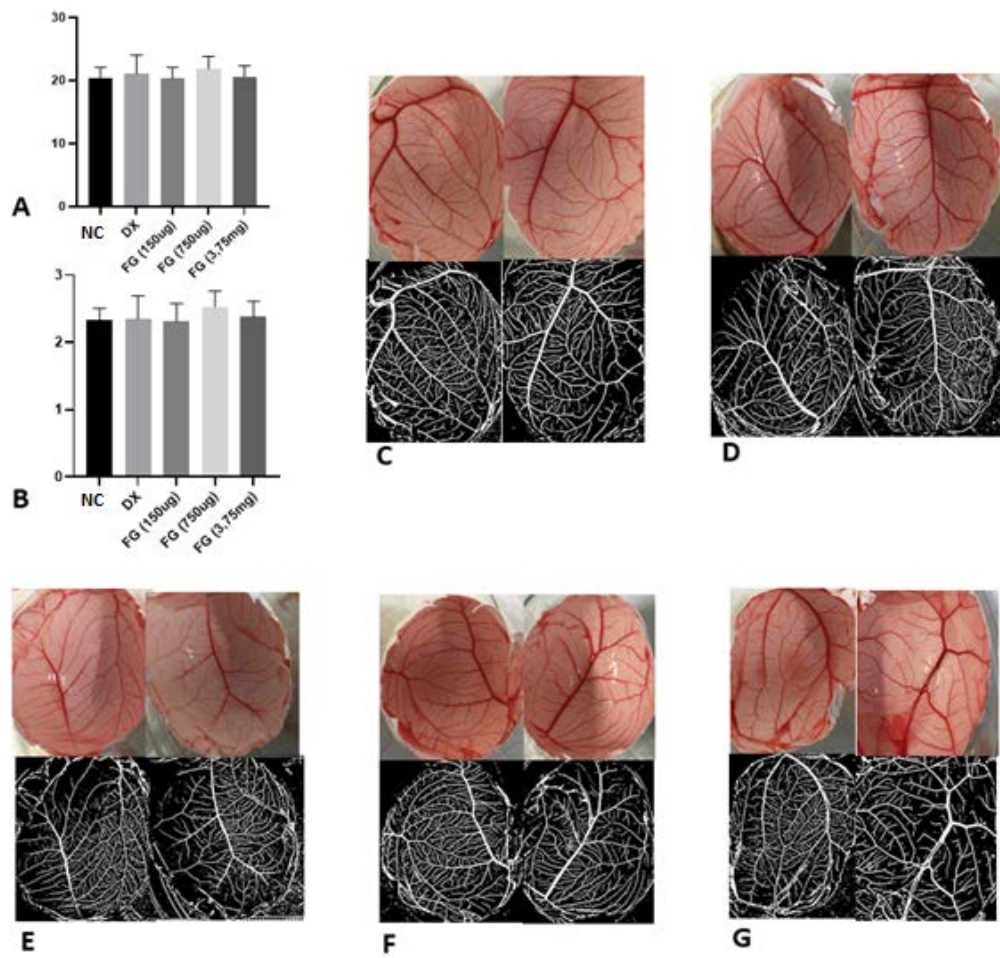 30
20
10
0
A
NC
DX
FG (150ug)
FG (750ug)
FG (3,75mg)
3
2
1
0
B
NC
DX
FG (150ug)
FG (750ug)
FG (3,75mg)
C
D
E
F
G